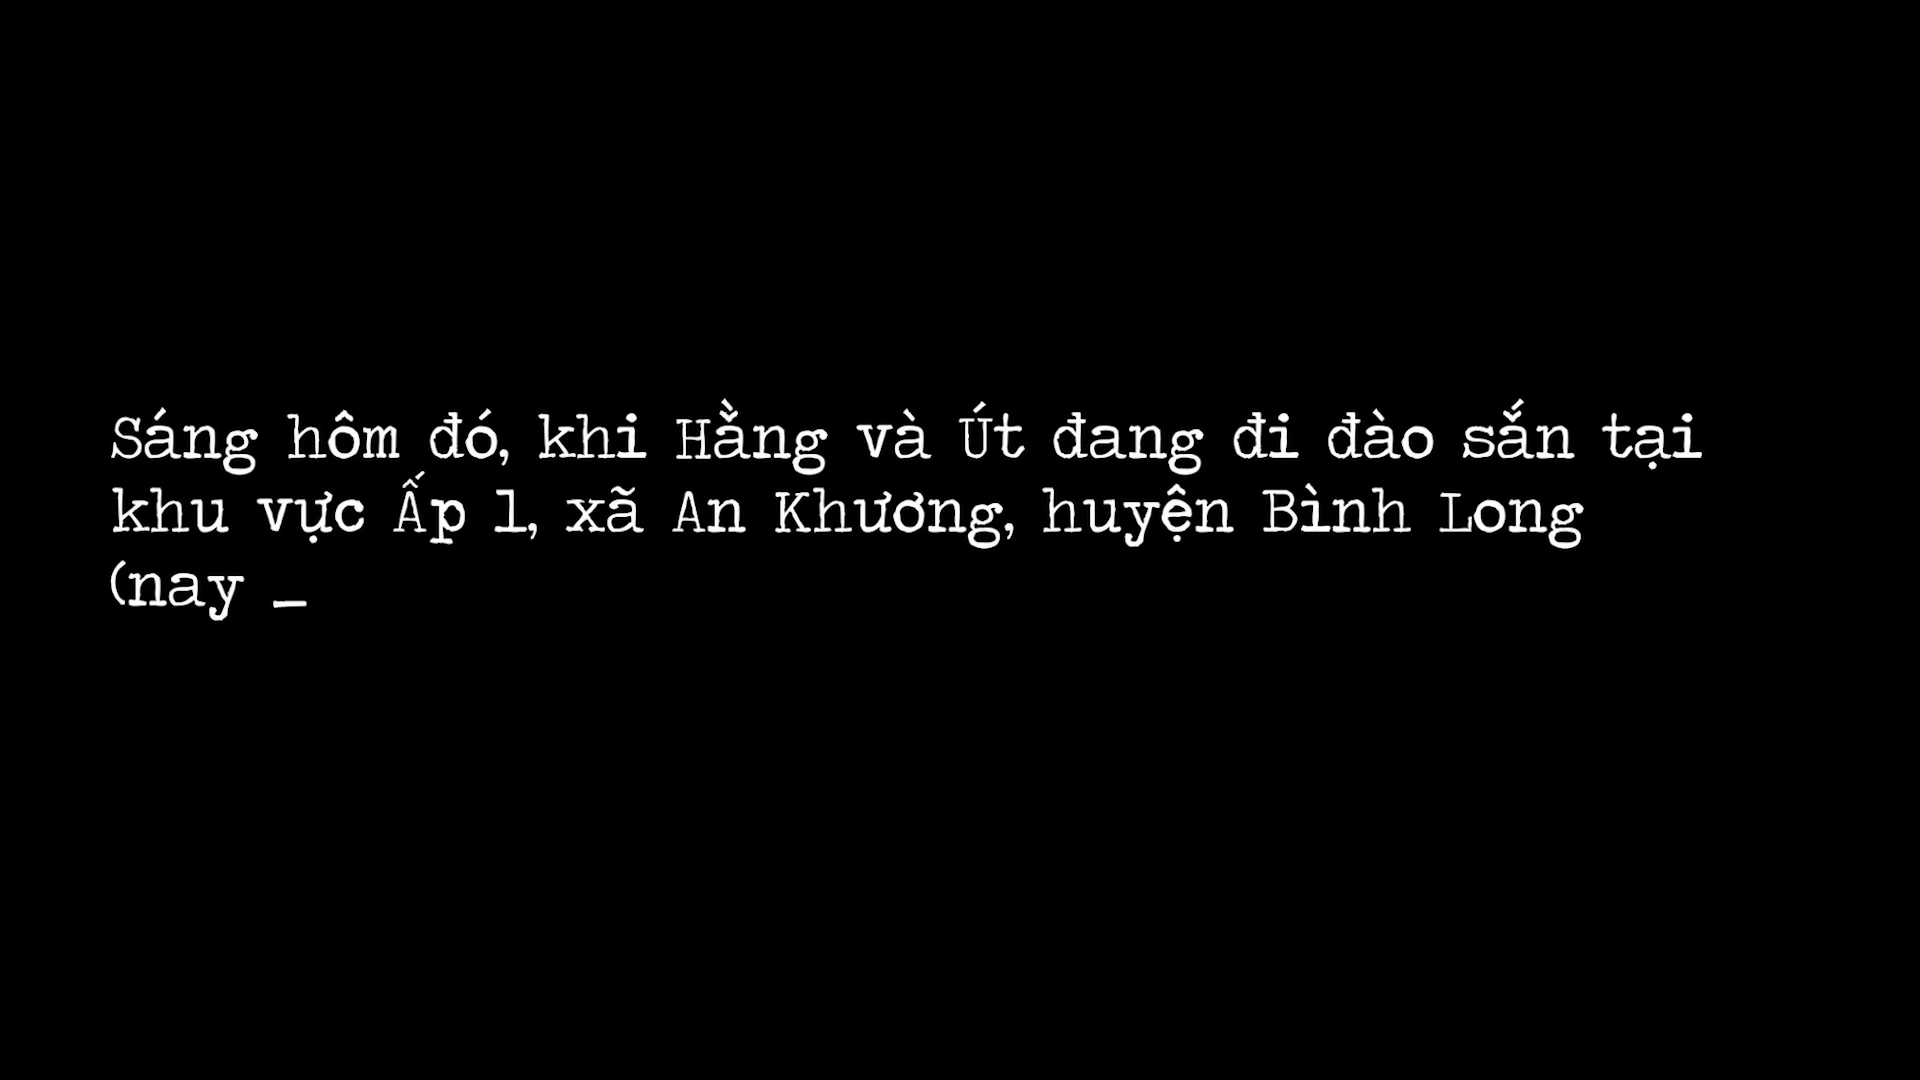 Sáng hôm đó, khi Hằng và Út đang đi đào sắn tại
khu vực Ấp 1, xã An Khương, huyện Bình Long
(nay _